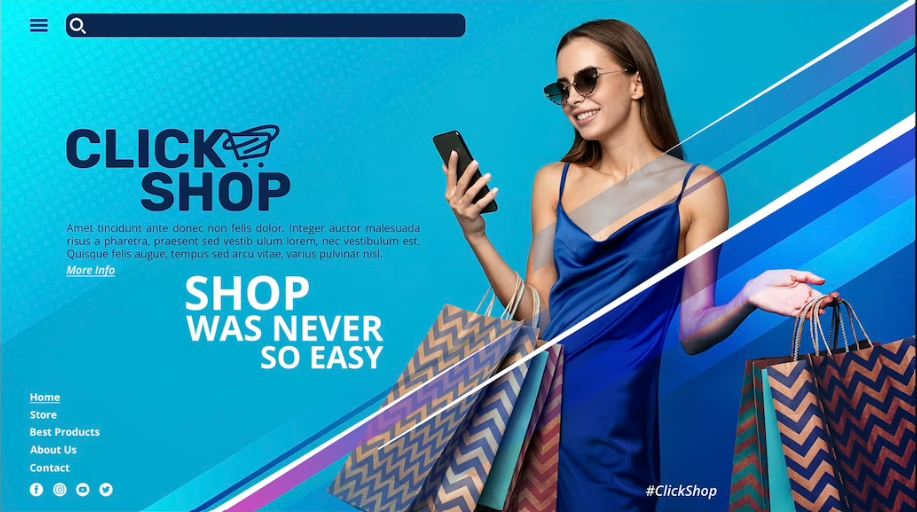 CLICK
SHOP
Amet tincidunt ante donec non felis dolor. Integer auctor malesuada
risus a pharetra, praesent sed vestib ulum lorem, nec vestibulum est.
Quisque felis augue, tempus sed arcu vitae, varius pulvinar nisl.
More Info
SHOP
WAS NEVER
SO EASY
Home
Store
Best Products
About Us
Contact
#ClickShop